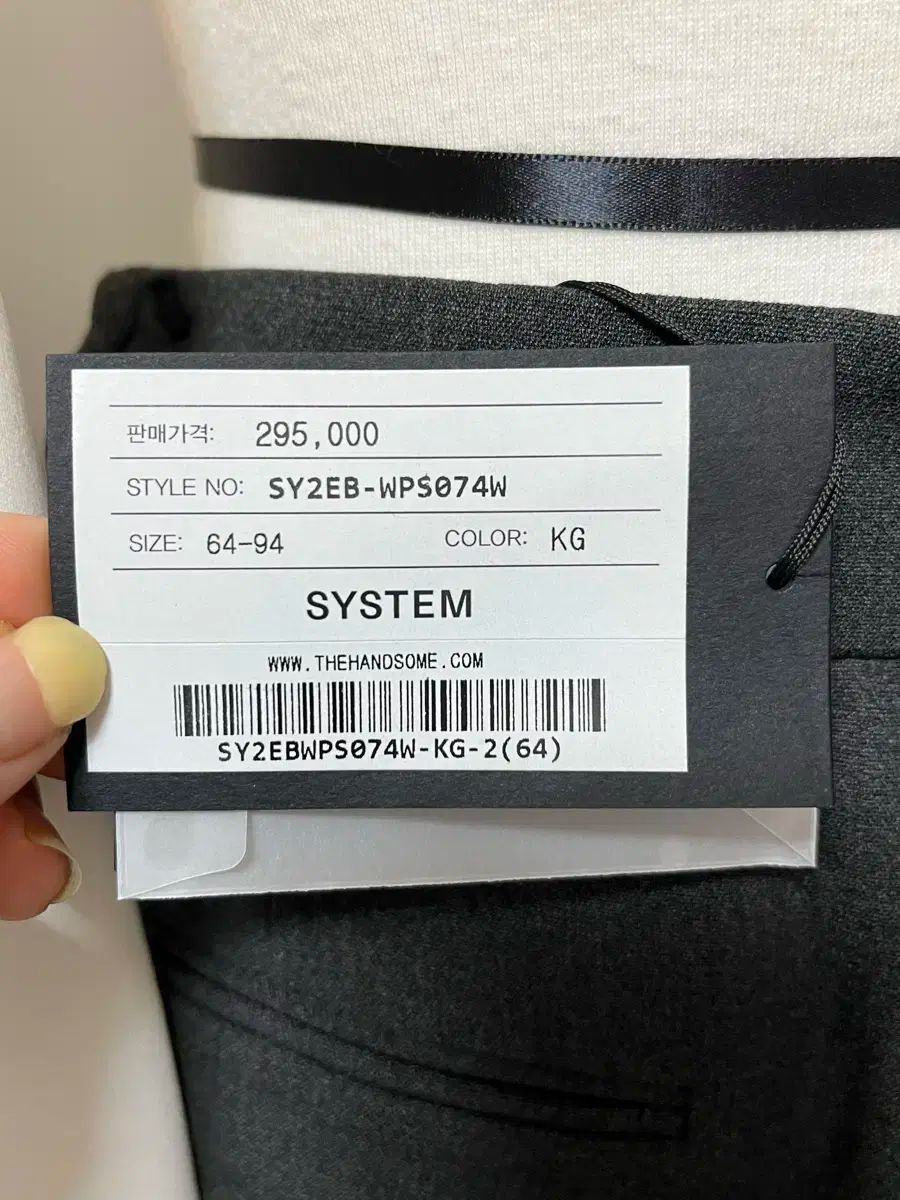 판매가격: 295,000
STYLE NO: SY2EB-WPS074W
SIZE: 64-94 COLOR: KG
SYSTEM
WWW.THEHANDSOME.COM
SY2EBWPS074W-KG-2(64)